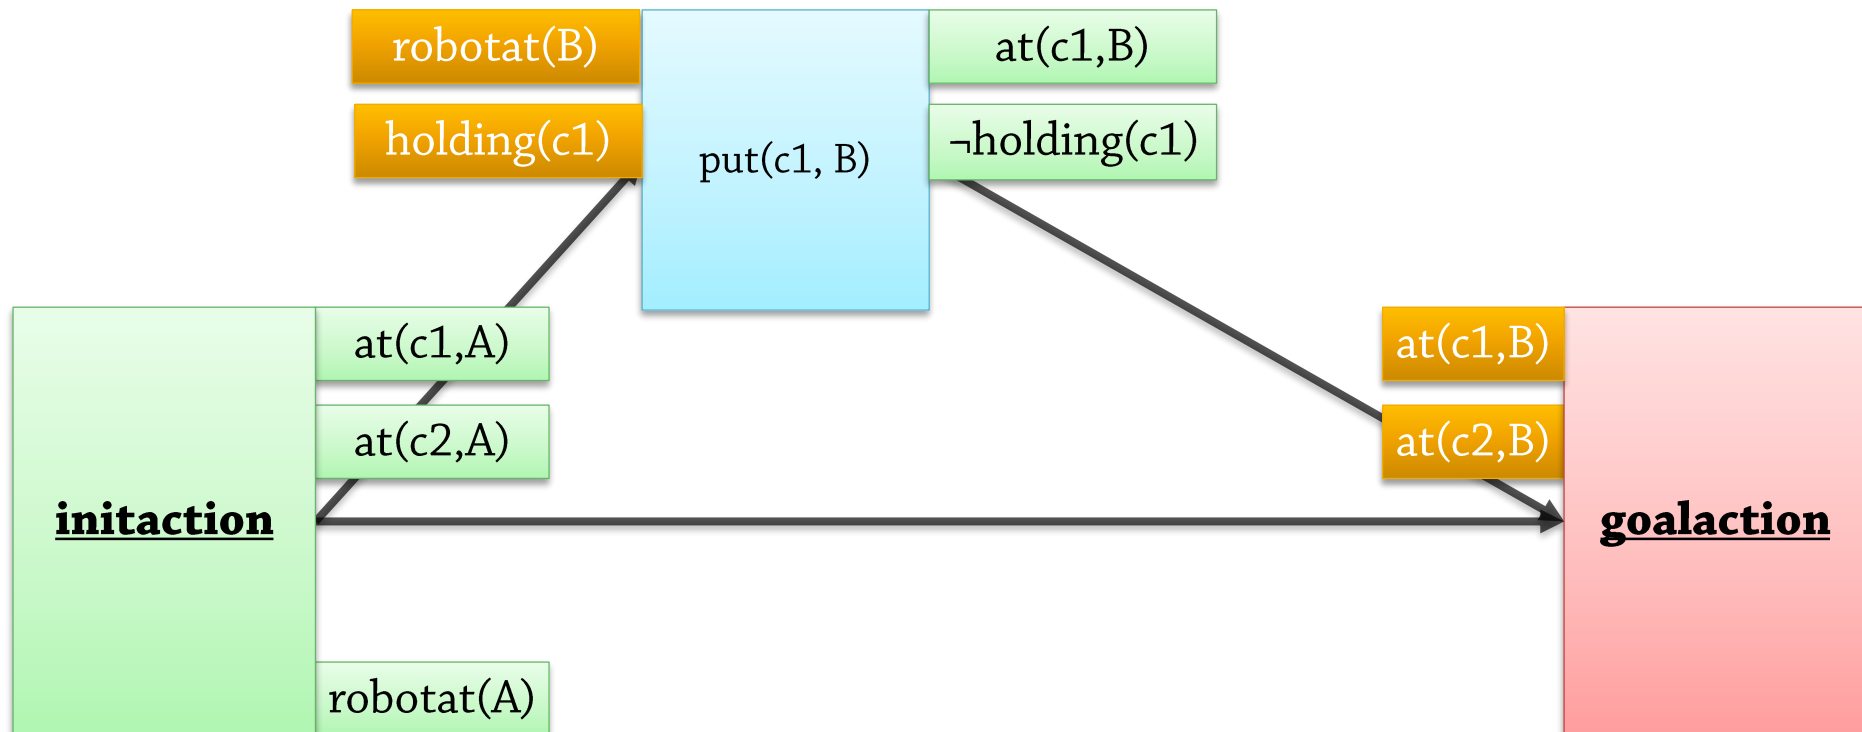 robotat(B)
at(c1,B)
holding(c1)
put(c1, B)
¬holding(c1)
at(c1,A)
at(c1,B)
at(c2,A)
at(c2,B)
initaction
goalaction
robotat(A)